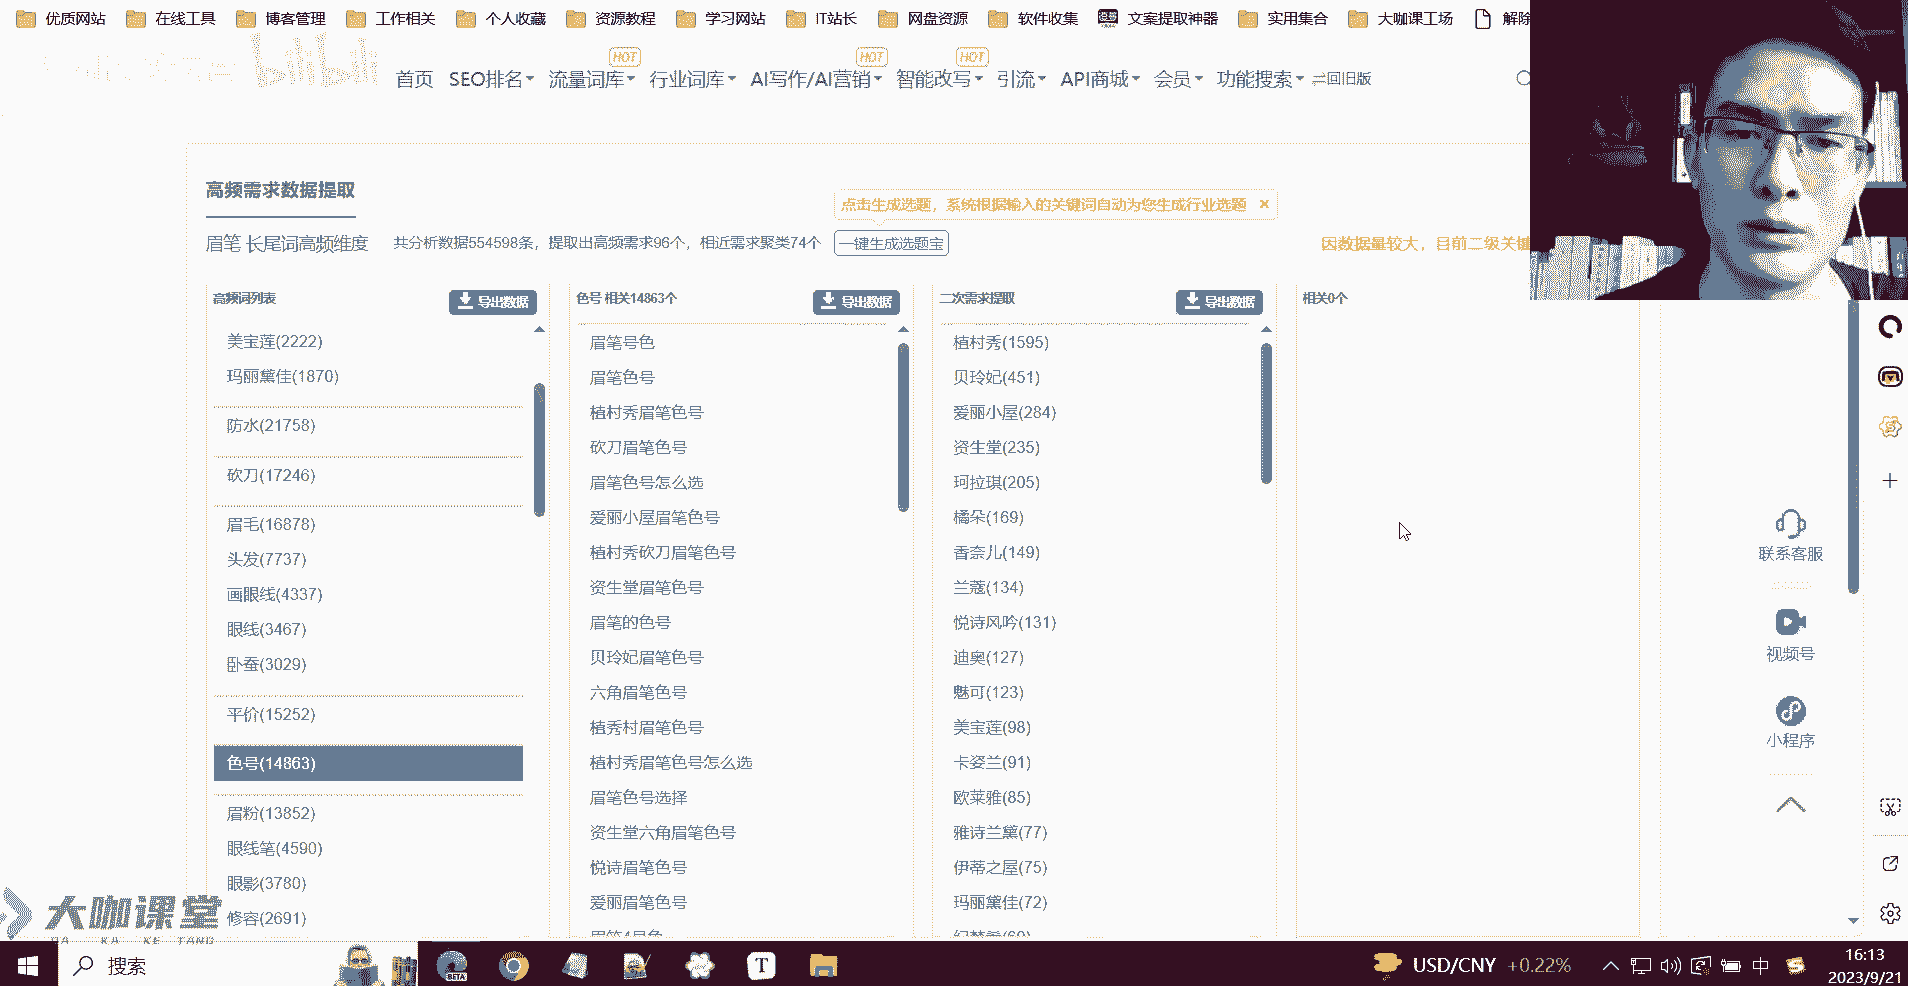 优质网站 在线工具 博客管理 工作相关 个人收藏 资源教程 学习网站 IT站长 网盘资源 软件收集 文案提取神器 实用集合 大咖课工场 解除
bilibili
HOT HOT HOT
首页 SEO排名 流量词库 行业词库 AI写作/AI营销 智能改写 引流 API商城 会员 功能搜索 回旧版
高频需求数据提取
点击生成选题，系统根据输入的关键词自动为您生成行业选题 ×
眉笔 长尾词高频维度 共分析数据554598条，提取出高频需求96个，相近需求聚类74个 一键生成选题宝 因数据量较大，目前二级关键
高频词列表 导出数据 色号 相关14863个 导出数据 二次需求提取 导出数据 相关0个
美宝莲(2222) 眉笔号色 植村秀(1595)
玛丽黛佳(1870) 眉笔色号 贝玲妃(451)
防水(21758) 植村秀眉笔色号 爱丽小屋(284)
砍刀(17246) 砍刀眉笔色号 资生堂(235)
眉笔色号怎么选 珂拉琪(205)
眉毛(16878) 爱丽小屋眉笔色号 橘朵(169)
头发(7737) 植村秀砍刀眉笔色号 香奈儿(149)
画眼线(4337) 资生堂眉笔色号 兰蔻(134)
眼线(3467) 眉笔的色号 悦诗风吟(131)
卧蚕(3029) 贝玲妃眉笔色号 迪奥(127)
六角眉笔色号 魅可(123)
平价(15252) 植秀村眉笔色号 美宝莲(98)
色号(14863) 植村秀眉笔色号怎么选 卡姿兰(91)
眉粉(13852) 眉笔色号选择 欧莱雅(85)
眼线笔(4590) 资生堂六角眉笔色号 雅诗兰黛(77)
眼影(3780) 悦诗眉笔色号 伊蒂之屋(75)
修容(2691) 爱丽眉笔色号 玛丽黛佳(72)
联系客服
视频号
小程序
大咖课堂
DA KA KE TANG
搜索 BETA T USD/CNY +0.22% 中 16:13
2023/9/21